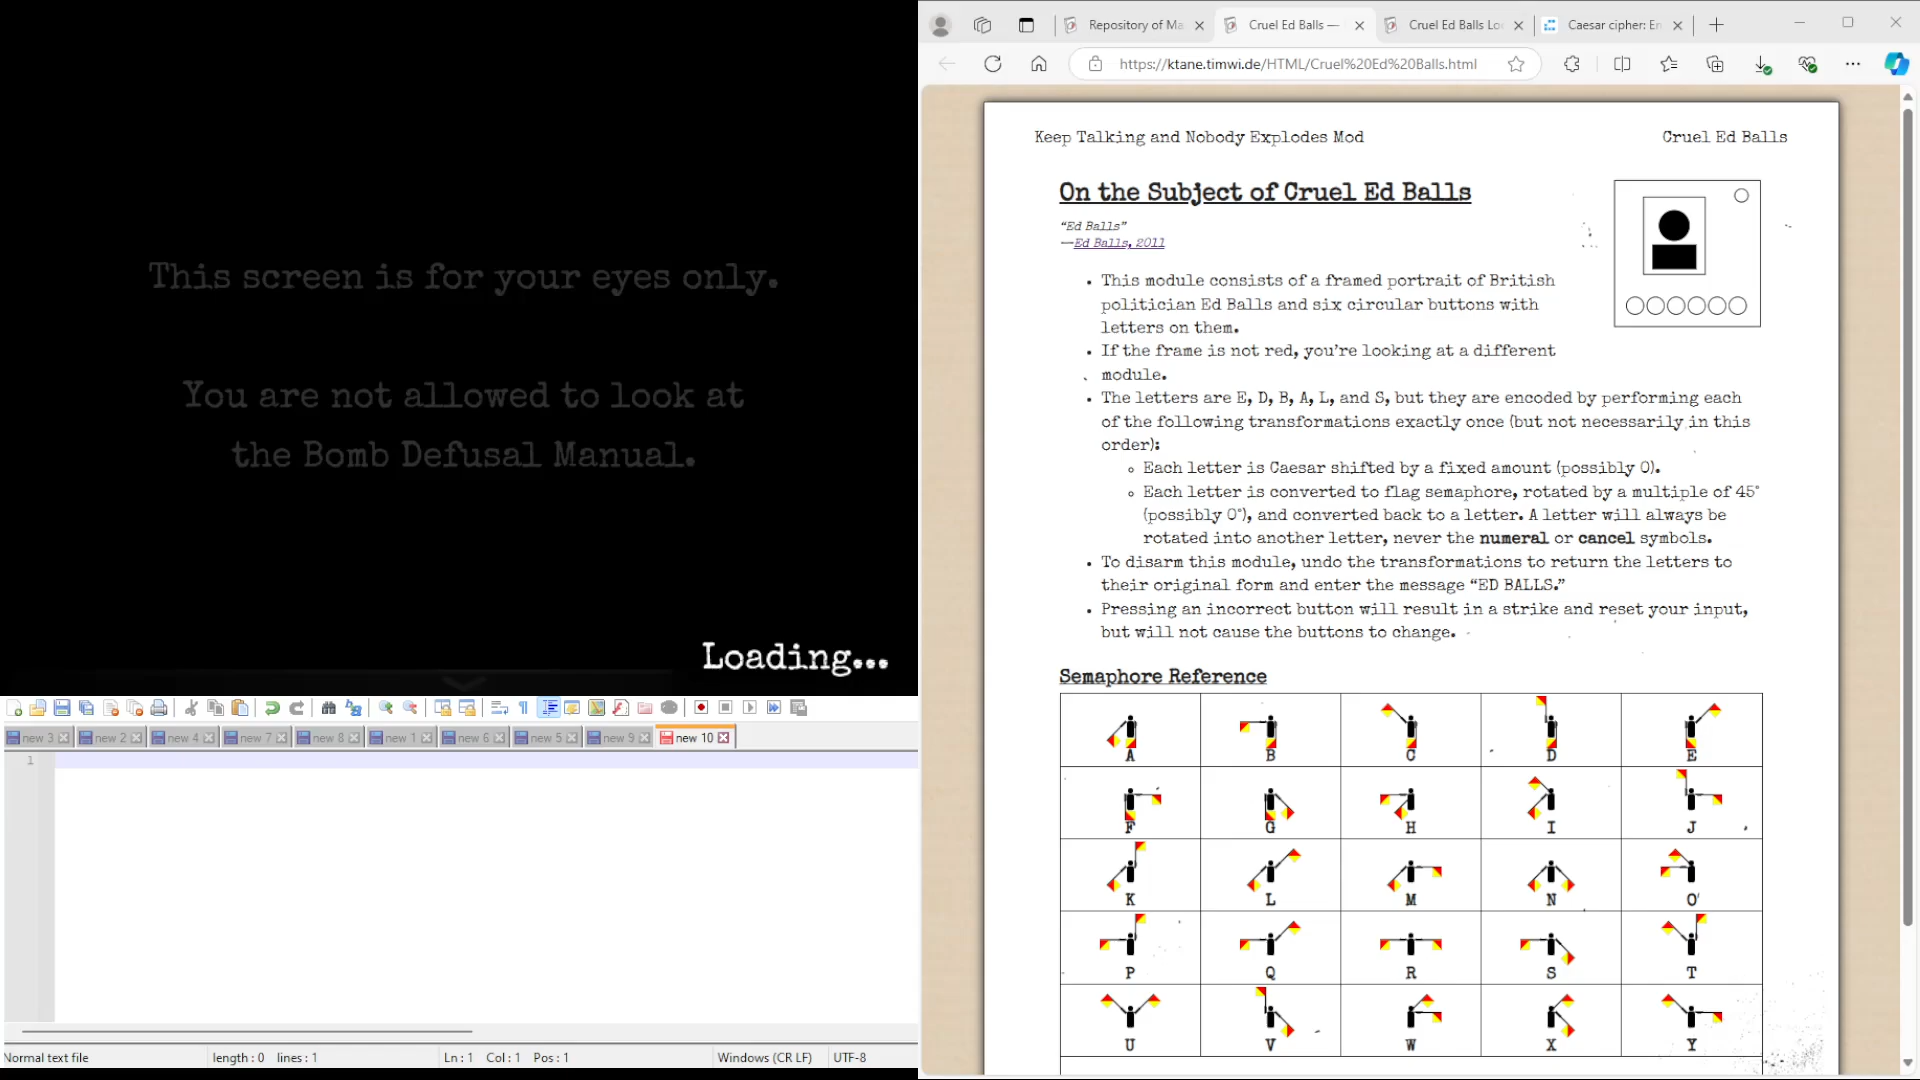 This screen is for your eyes only.
You are not allowed to look at
the Bomb Defusal Manual.
Loading...
new 3
new 2
new 4
new 7
new 8
new 1
new 6
new 5
new 9
new 10
1
Normal text file
length : 0 lines : 1
Ln : 1 Col : 1 Pos : 1
Windows (CR LF)
UTF-8
Repository of Ma
Cruel Ed Balls —
Cruel Ed Balls Lo
Caesar cipher: En
https://ktane.timwi.de/HTML/Cruel%20Ed%20Balls.html
Keep Talking and Nobody Explodes Mod
Cruel Ed Balls
On the Subject of Cruel Ed Balls
“Ed Balls”
—Ed Balls, 2011
• This module consists of a framed portrait of British
politician Ed Balls and six circular buttons with
letters on them.
• If the frame is not red, you’re looking at a different
module.
• The letters are E, D, B, A, L, and S, but they are encoded by performing each
of the following transformations exactly once (but not necessarily in this
order):
◦ Each letter is Caesar shifted by a fixed amount (possibly 0).
◦ Each letter is converted to flag semaphore, rotated by a multiple of 45°
(possibly 0°), and converted back to a letter. A letter will always be
rotated into another letter, never the numeral or cancel symbols.
• To disarm this module, undo the transformations to return the letters to
their original form and enter the message “ED BALLS.”
• Pressing an incorrect button will result in a strike and reset your input,
but will not cause the buttons to change.
Semaphore Reference
A B C D E
F G H I J
K L M N O
P Q R S T
U V W X Y